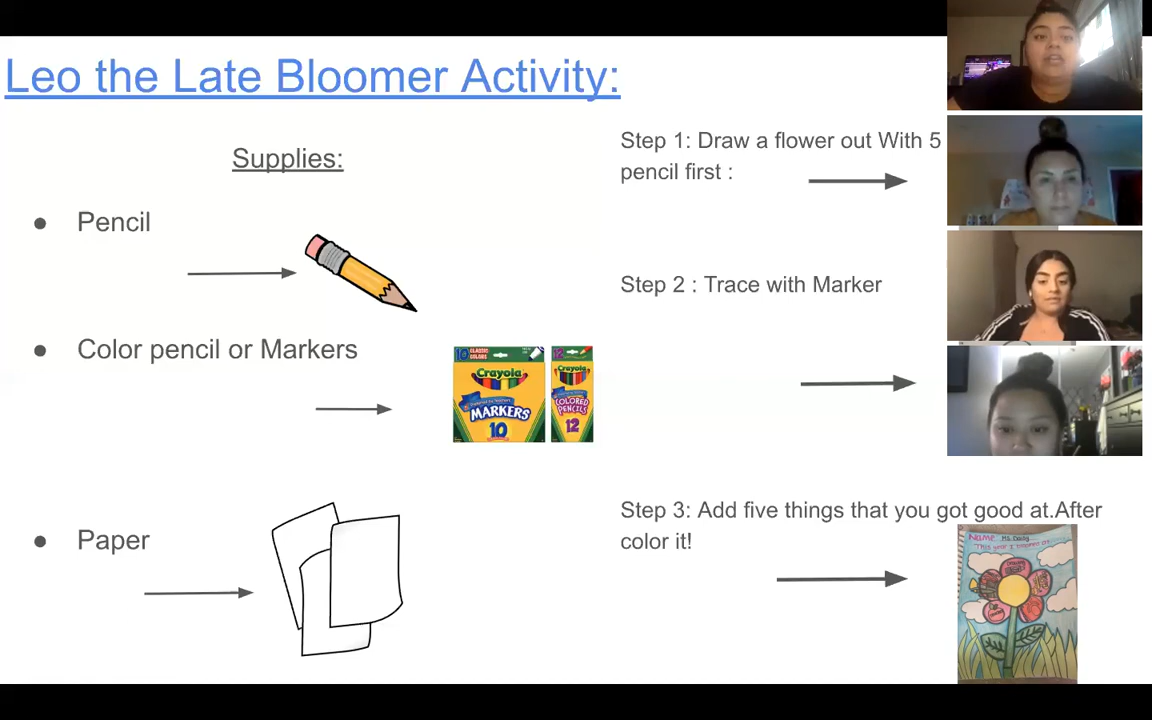 Leo the Late Bloomer Activity:
Supplies:
● Pencil
● Color pencil or Markers
Crayola
MARKERS
10
Crayola
COLORED
PENCILS
12
● Paper
Step 1: Draw a flower out With 5
pencil first :
Step 2 : Trace with Marker
Step 3: Add five things that you got good at.After
color it!
Name
This year I